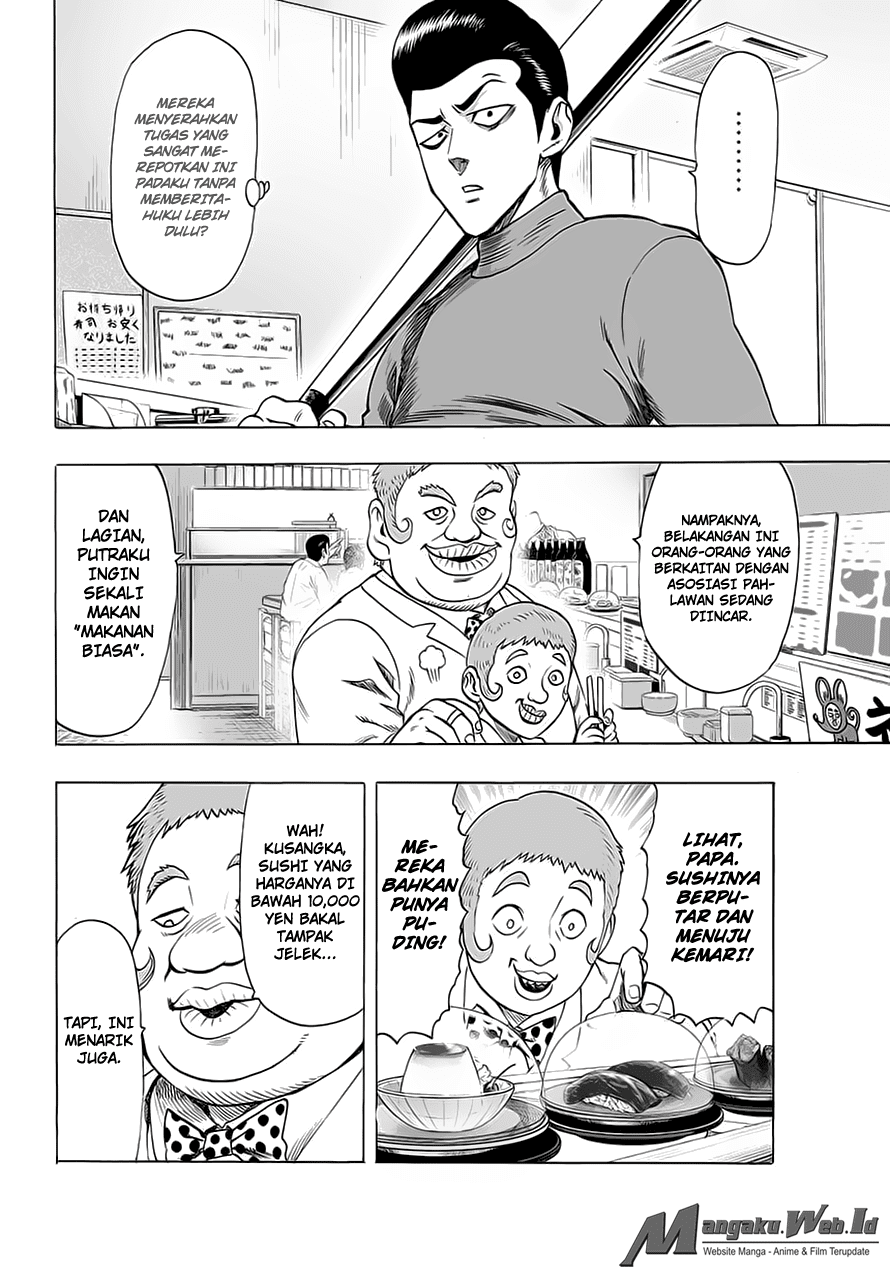 .......
MEREKA
MENYERAHKAN
TUGAS YANG
SANGAT ME-
REPOTKAN INI
PADAKU TANPA
MEMBERITA-
HUKU LEBIH
DULU?
お持ち帰り
寿司 お安く
なりました
NAMPAKNYA,
BELAKANGAN INI
ORANG-ORANG YANG
BERKAITAN DENGAN
ASOSIASI PAH-
LAWAN SEDANG
DIINCAR.
DAN
LAGIAN,
PUTRAKU
INGIN
SEKALI
MAKAN
"MAKANAN
BIASA".
LIHAT,
PAPA.
SUSHINYA
BERPU-
TAR DAN
MENUJU
KEMARI!
ME-
REKA
BAHKAN
PUNYA
PU-
DING!
WAH!
KUSANGKA,
SUSHI YANG
HARGANYA DI
BAWAH 10,000
YEN BAKAL
TAMPAK
JELEK...
TAPI, INI
MENARIK
JUGA.
Mangaku.Web.Id
Website Manga - Anime & Film Terupdate